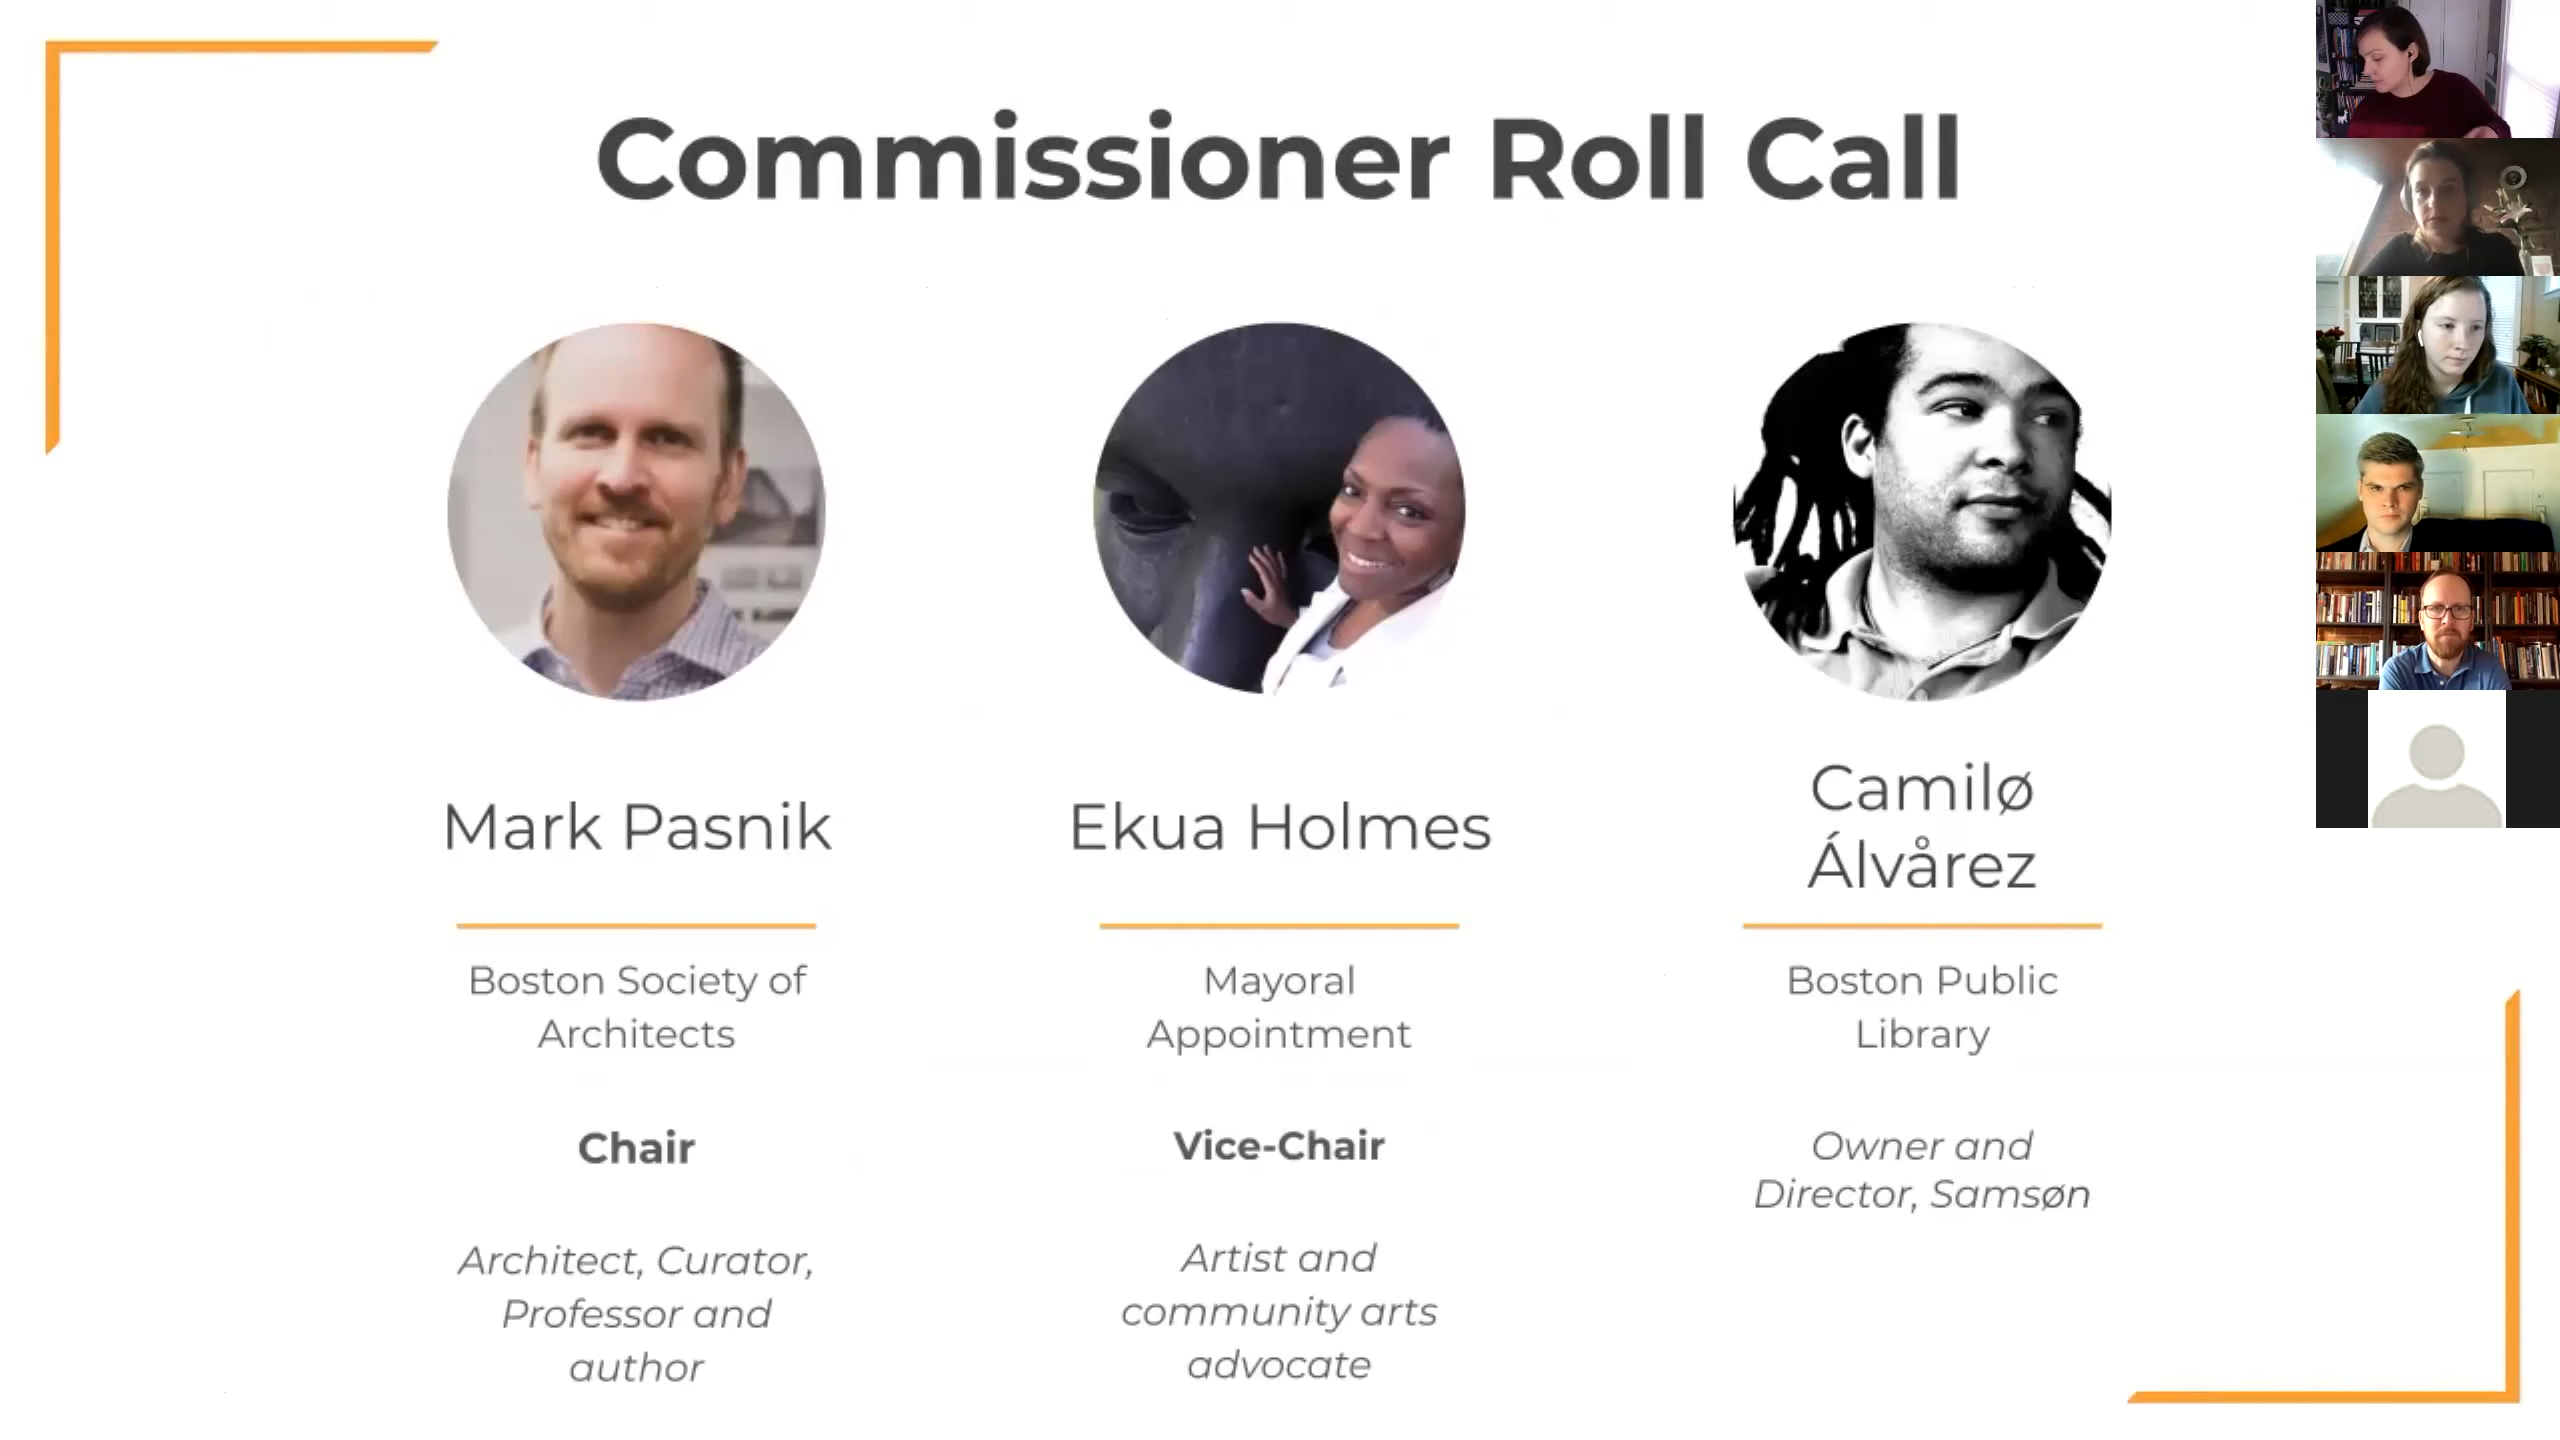 Commissioner Roll Call
Mark Pasnik
Boston Society of
Architects
Chair
Architect, Curator,
Professor and
author
Ekua Holmes
Mayoral
Appointment
Vice-Chair
Artist and
community arts
advocate
Camilø
Álvårez
Boston Public
Library
Owner and
Director, Samsøn